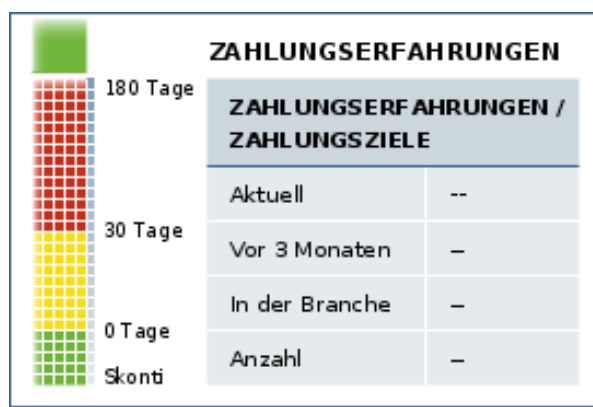 ZAHLUNGSERFAHRUNGEN
180 Tage
30 Tage
0 Tage
Skonti
ZAHLUNGSERFAHRUNGEN /
ZAHLUNGSZIELE
Aktuell --
Vor 3 Monaten –
In der Branche –
Anzahl –